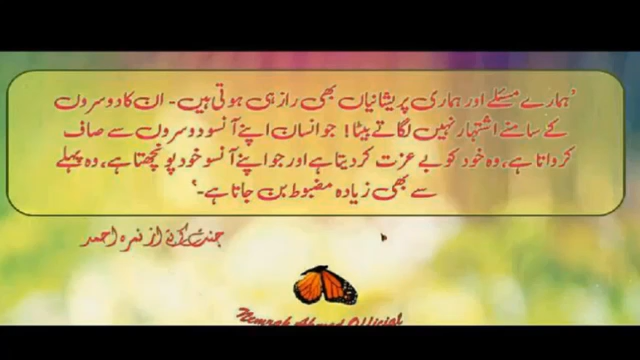 ’ہمارے مسئلے اور ہماری پریشانیاں بھی راز ہی ہوتی ہیں۔ ان کا دوسروں
کے سامنے اشتہار نہیں لگاتے بیٹا! جو انسان اپنے آنسو دوسروں سے صاف
کرواتا ہے، وہ خود کو بے عزت کر دیتا ہے اور جو اپنے آنسو خود پونچھتا ہے، وہ پہلے
سے بھی زیادہ مضبوط بن جاتا ہے۔‘
جنت کے پتے از نمرہ احمد
Nemrah Ahmed Official